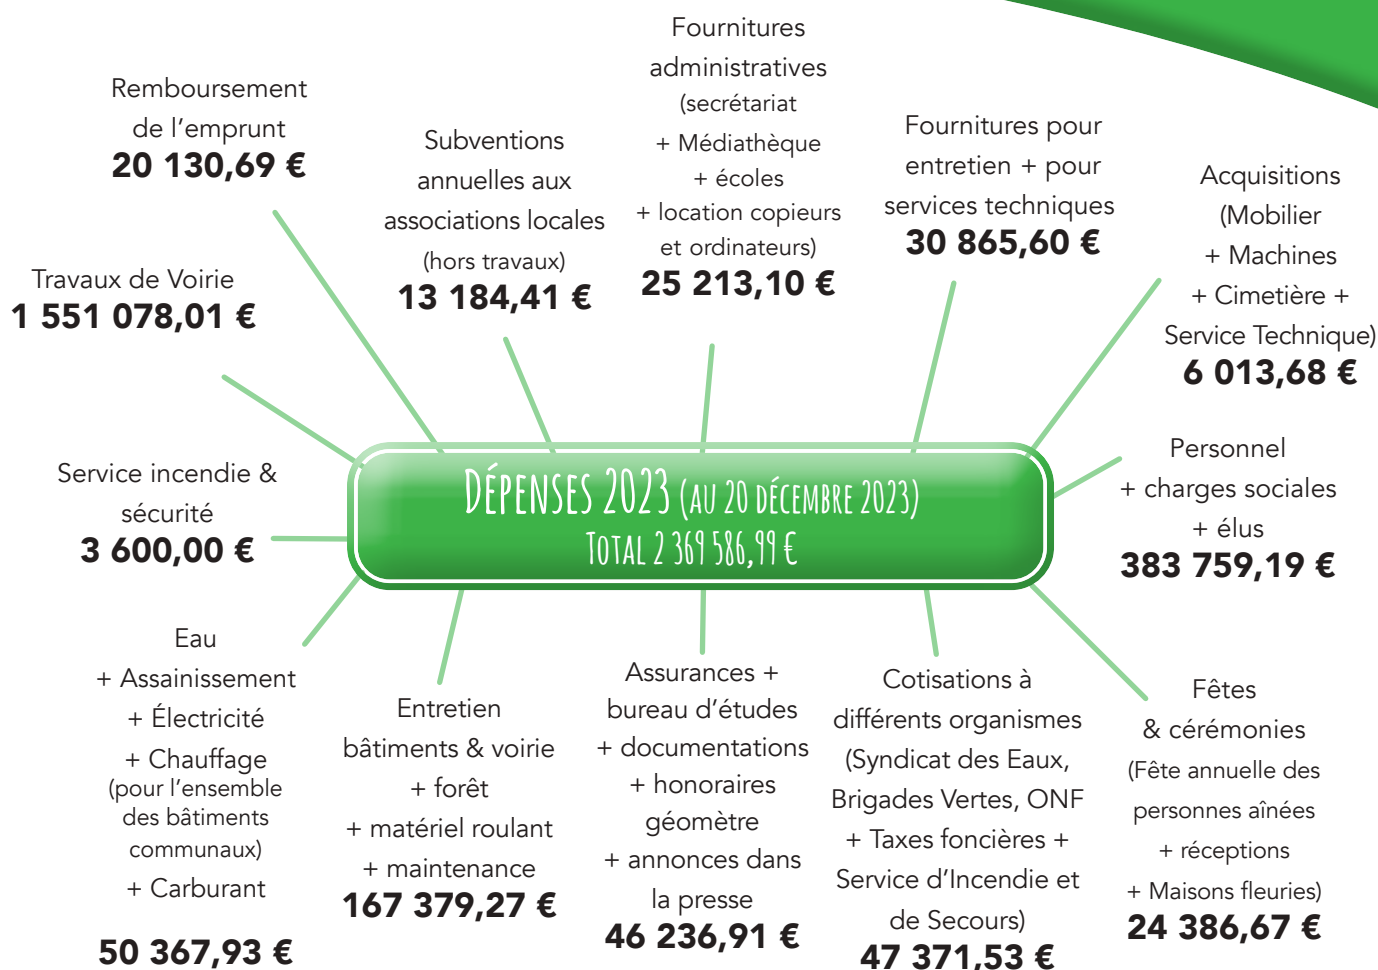 Remboursement
de l'emprunt
20 130,69 €
Subventions
annuelles aux
associations locales
(hors travaux)
13 184,41 €
Fournitures
administratives
(secrétariat
+ Médiathèque
+ écoles
+ location copieurs
et ordinateurs)
25 213,10 €
Fournitures pour
entretien + pour
services techniques
30 865,60 €
Acquisitions
(Mobilier
+ Machines
+ Cimetière +
Service Technique)
6 013,68 €
Travaux de Voirie
1 551 078,01 €
Service incendie &
sécurité
3 600,00 €
DÉPENSES 2023 (AU 20 DÉCEMBRE 2023)
TOTAL 2 369 586,99 €
Personnel
+ charges sociales
+ élus
383 759,19 €
Eau
+ Assainissement
+ Électricité
+ Chauffage
(pour l'ensemble
des bâtiments
communaux)
+ Carburant
50 367,93 €
Entretien
bâtiments & voirie
+ forêt
+ matériel roulant
+ maintenance
167 379,27 €
Assurances +
bureau d'études
+ documentations
+ honoraires
géomètre
+ annonces dans
la presse
46 236,91 €
Cotisations à
différents organismes
(Syndicat des Eaux,
Brigades Vertes, ONF
+ Taxes foncières +
Service d'Incendie et
de Secours)
47 371,53 €
Fêtes
& cérémonies
(Fête annuelle des
personnes aînées
+ réceptions
+ Maisons fleuries)
24 386,67 €